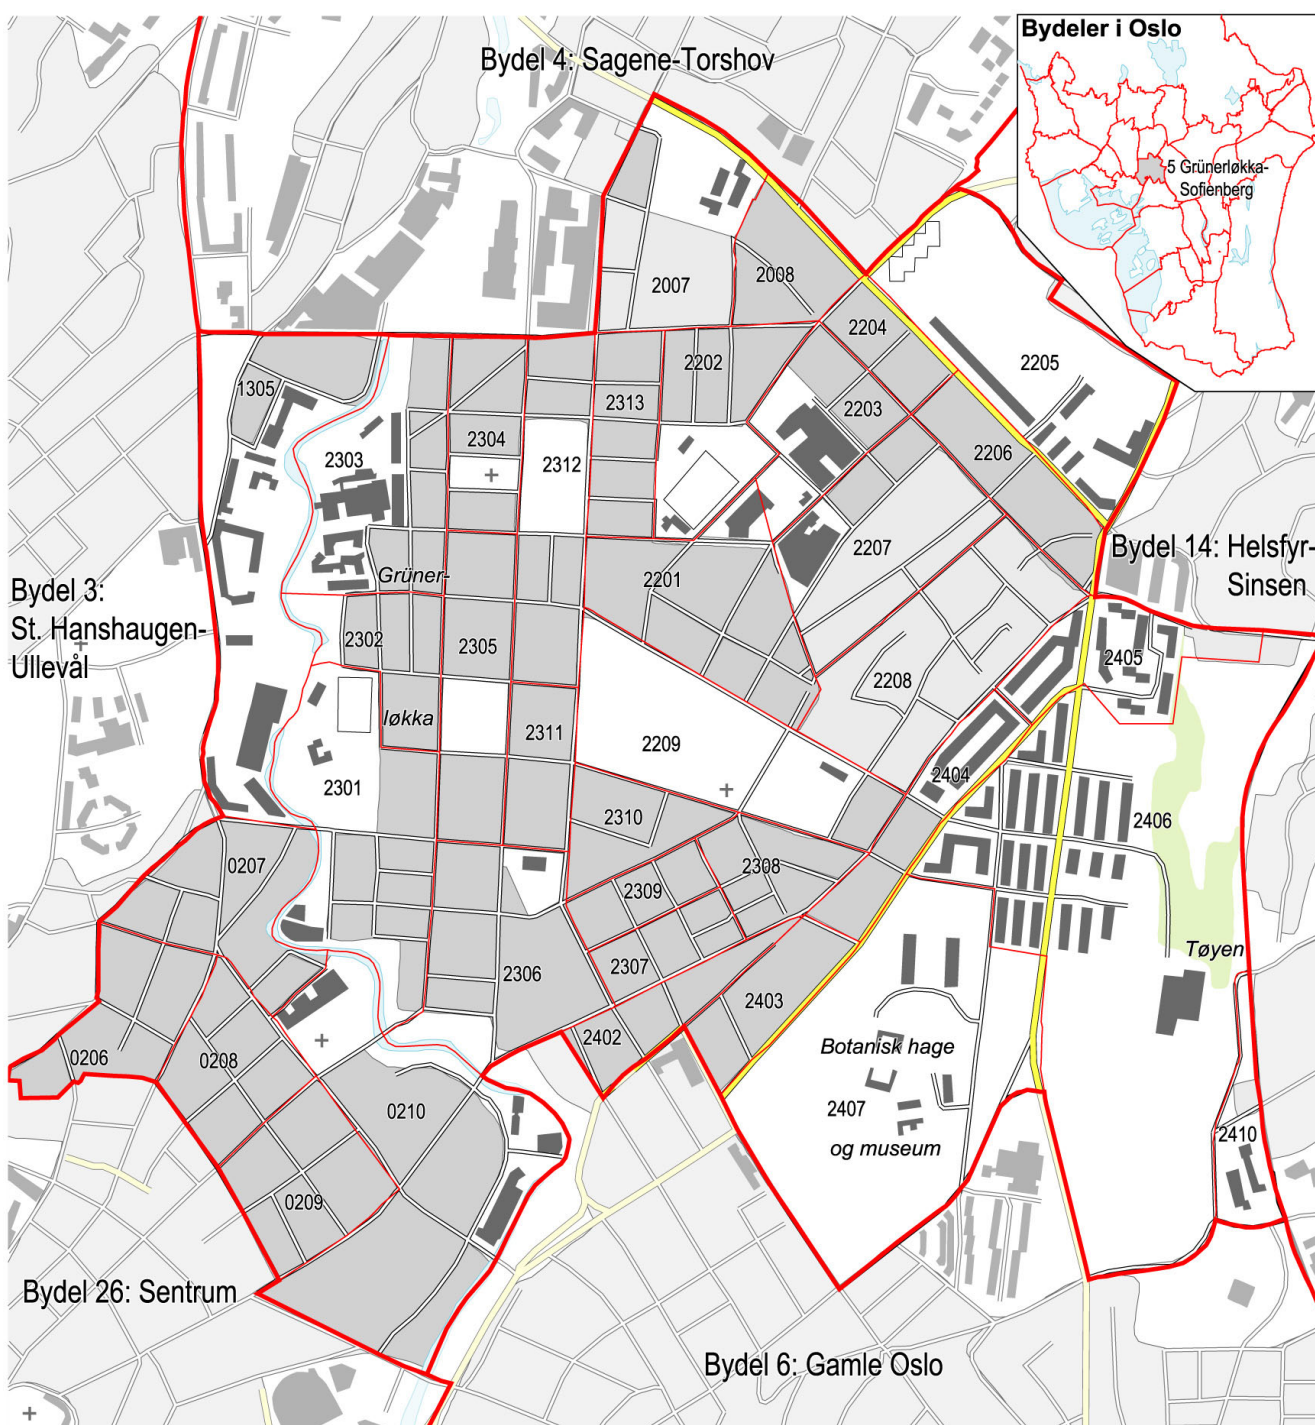 Bydeler i Oslo
Bydel 4: Sagene-Torshov
5 Grünerløkka-
Sofienberg
2007
2008
2204
2205
2202
1305
2313
2203
2304
2303
2312
2206
2207
Bydel 14: Helsfyr-
Sinsen
Grüner-
2201
Bydel 3:
St. Hanshaugen-
Ullevål
2302
2305
2405
2208
løkka
2311
2209
2404
2301
2310
2406
0207
2308
2309
Tøyen
2306
2307
2403
2402
Botanisk hage
0206
0208
0210
2407
2410
og museum
0209
Bydel 26: Sentrum
Bydel 6: Gamle Oslo